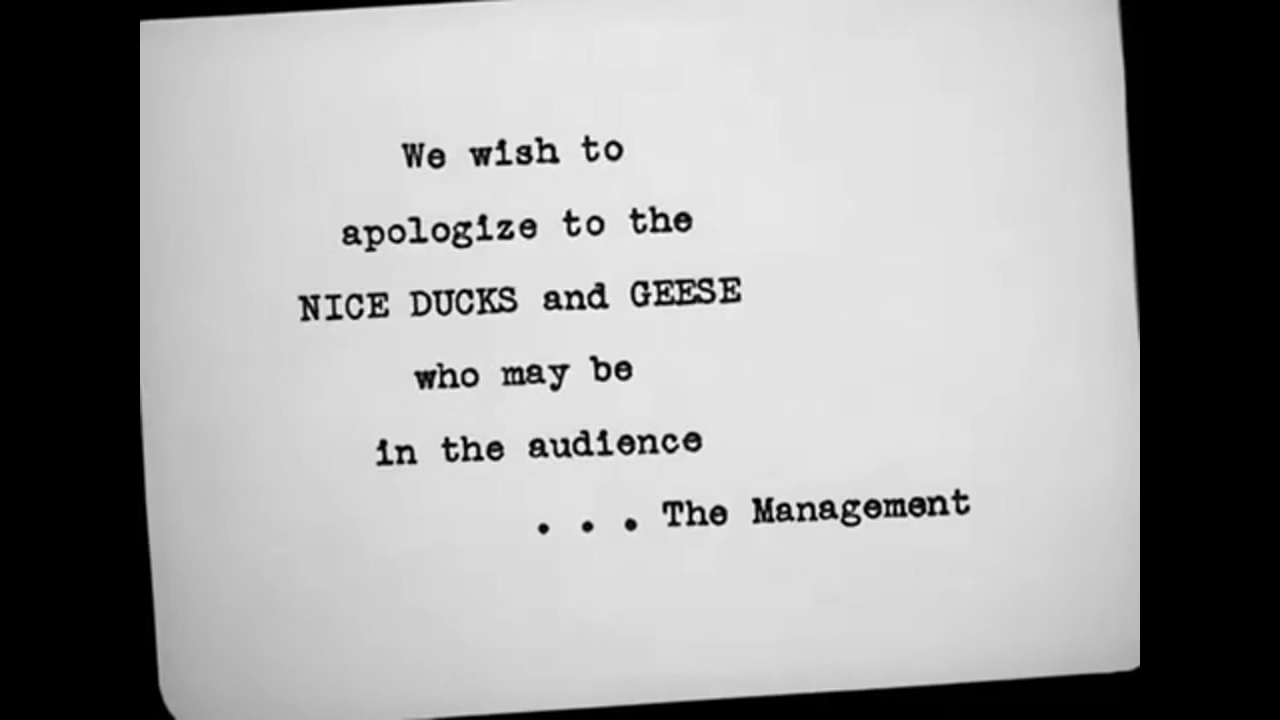 We wish to
apologize to the
NICE DUCKS and GEESE
who may be
in the audience
. . . The Management